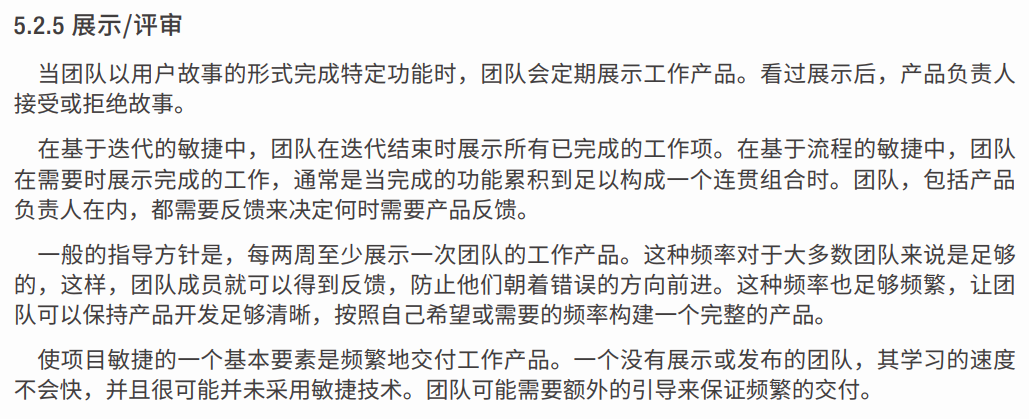 5.2.5 展示/评审
当团队以用户故事的形式完成特定功能时，团队会定期展示工作产品。看过展示后，产品负责人
接受或拒绝故事。
在基于迭代的敏捷中，团队在迭代结束时展示所有已完成的工作项。在基于流程的敏捷中，团队
在需要时展示完成的工作，通常是当完成的功能累积到足以构成一个连贯组合时。团队，包括产品
负责人在内，都需要反馈来决定何时需要产品反馈。
一般的指导方针是，每两周至少展示一次团队的工作产品。这种频率对于大多数团队来说是足够
的，这样，团队成员就可以得到反馈，防止他们朝着错误的方向前进。这种频率也足够频繁，让团
队可以保持产品开发足够清晰，按照自己希望或需要的频率构建一个完整的产品。
使项目敏捷的一个基本要素是频繁地交付工作产品。一个没有展示或发布的团队，其学习的速度
不会快，并且很可能并未采用敏捷技术。团队可能需要额外的引导来保证频繁的交付。